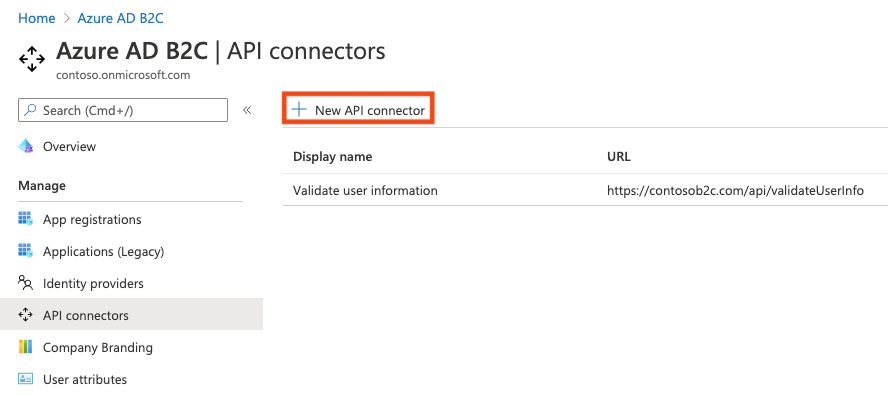 Home > Azure AD B2C
Azure AD B2C | API connectors
contoso.onmicrosoft.com
Search (Cmd+/)
«
Overview
Manage
App registrations
Applications (Legacy)
Identity providers
API connectors
Company Branding
User attributes
New API connector
Display name URL
Validate user information https://contosob2c.com/api/validateUserInfo